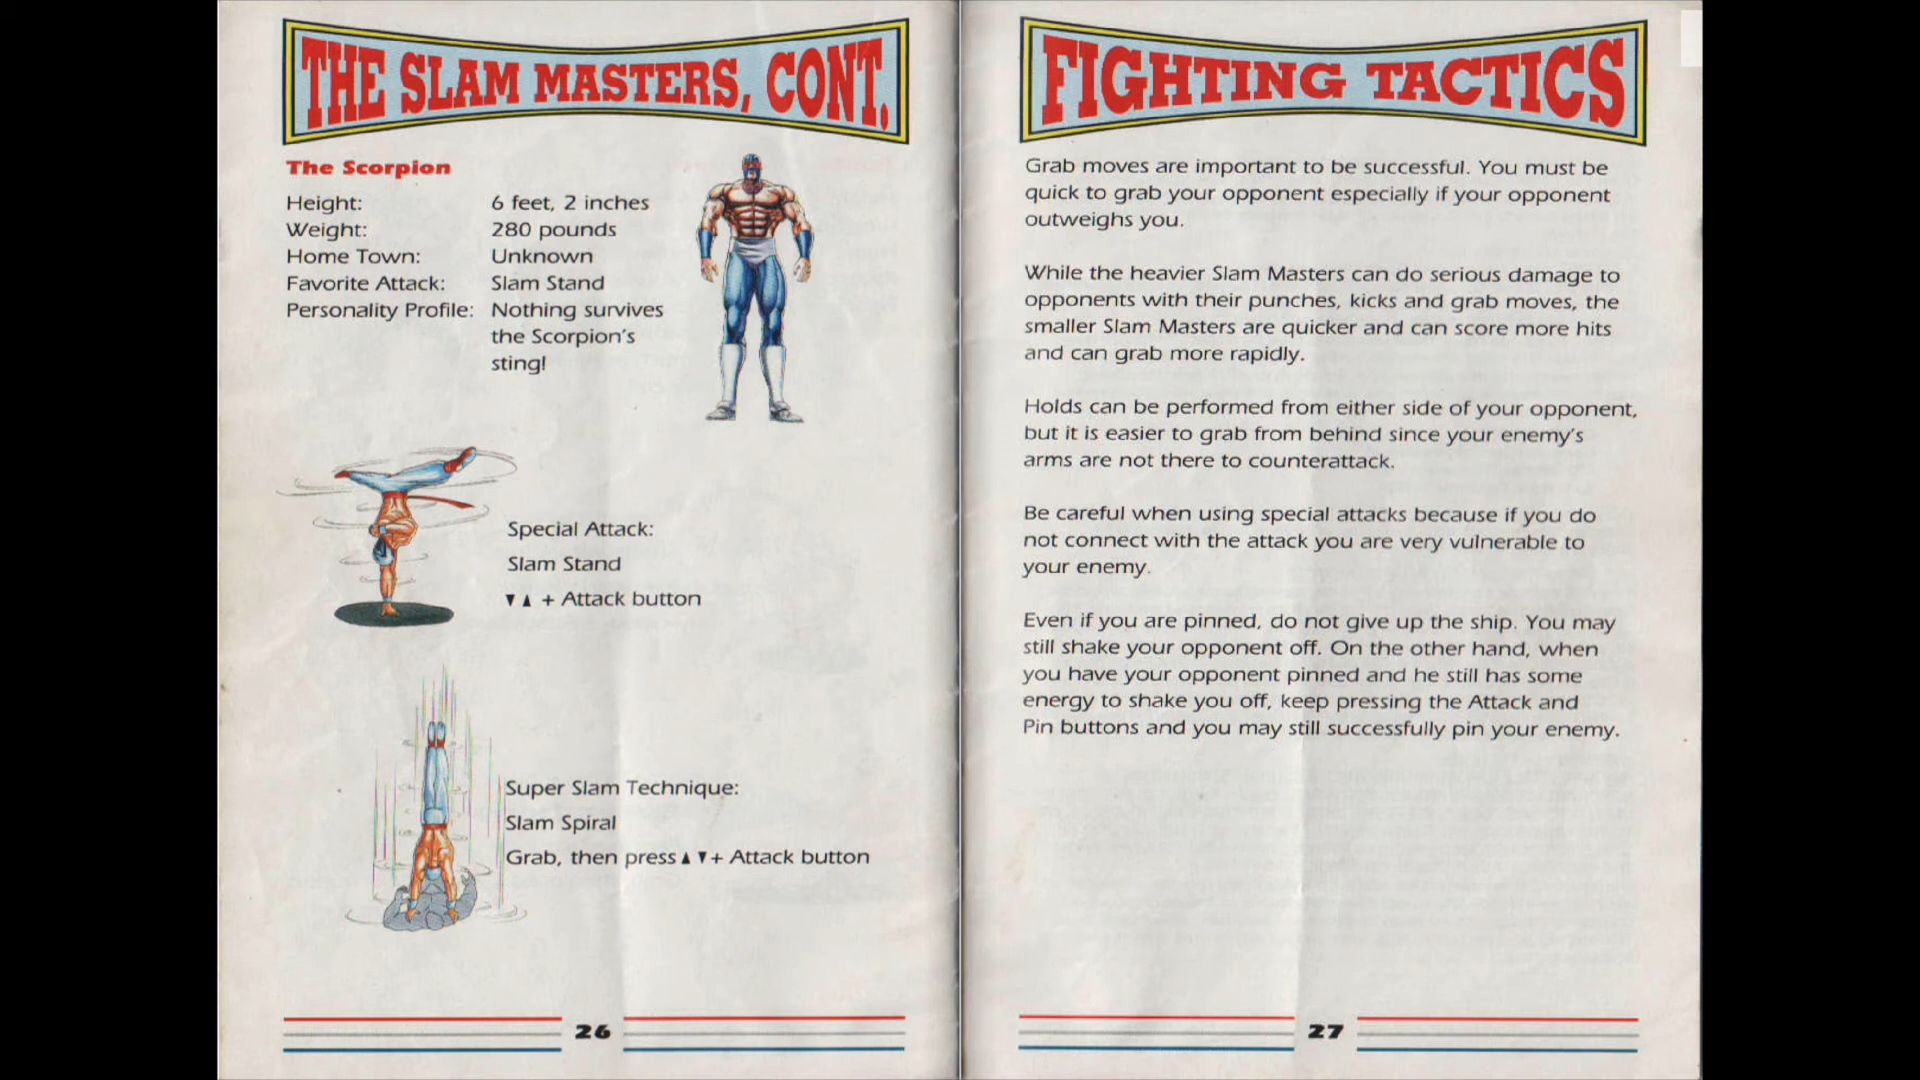 THE SLAM MASTERS, CONT.
The Scorpion
Height: 6 feet, 2 inches
Weight: 280 pounds
Home Town: Unknown
Favorite Attack: Slam Stand
Personality Profile: Nothing survives
the Scorpion's
sting!
Special Attack:
Slam Stand
▼▲ + Attack button
Super Slam Technique:
Slam Spiral
Grab, then press ▲▼+ Attack button
26
FIGHTING TACTICS
Grab moves are important to be successful. You must be
quick to grab your opponent especially if your opponent
outweighs you.
While the heavier Slam Masters can do serious damage to
opponents with their punches, kicks and grab moves, the
smaller Slam Masters are quicker and can score more hits
and can grab more rapidly.
Holds can be performed from either side of your opponent,
but it is easier to grab from behind since your enemy's
arms are not there to counterattack.
Be careful when using special attacks because if you do
not connect with the attack you are very vulnerable to
your enemy.
Even if you are pinned, do not give up the ship. You may
still shake your opponent off. On the other hand, when
you have your opponent pinned and he still has some
energy to shake you off, keep pressing the Attack and
Pin buttons and you may still successfully pin your enemy.
27